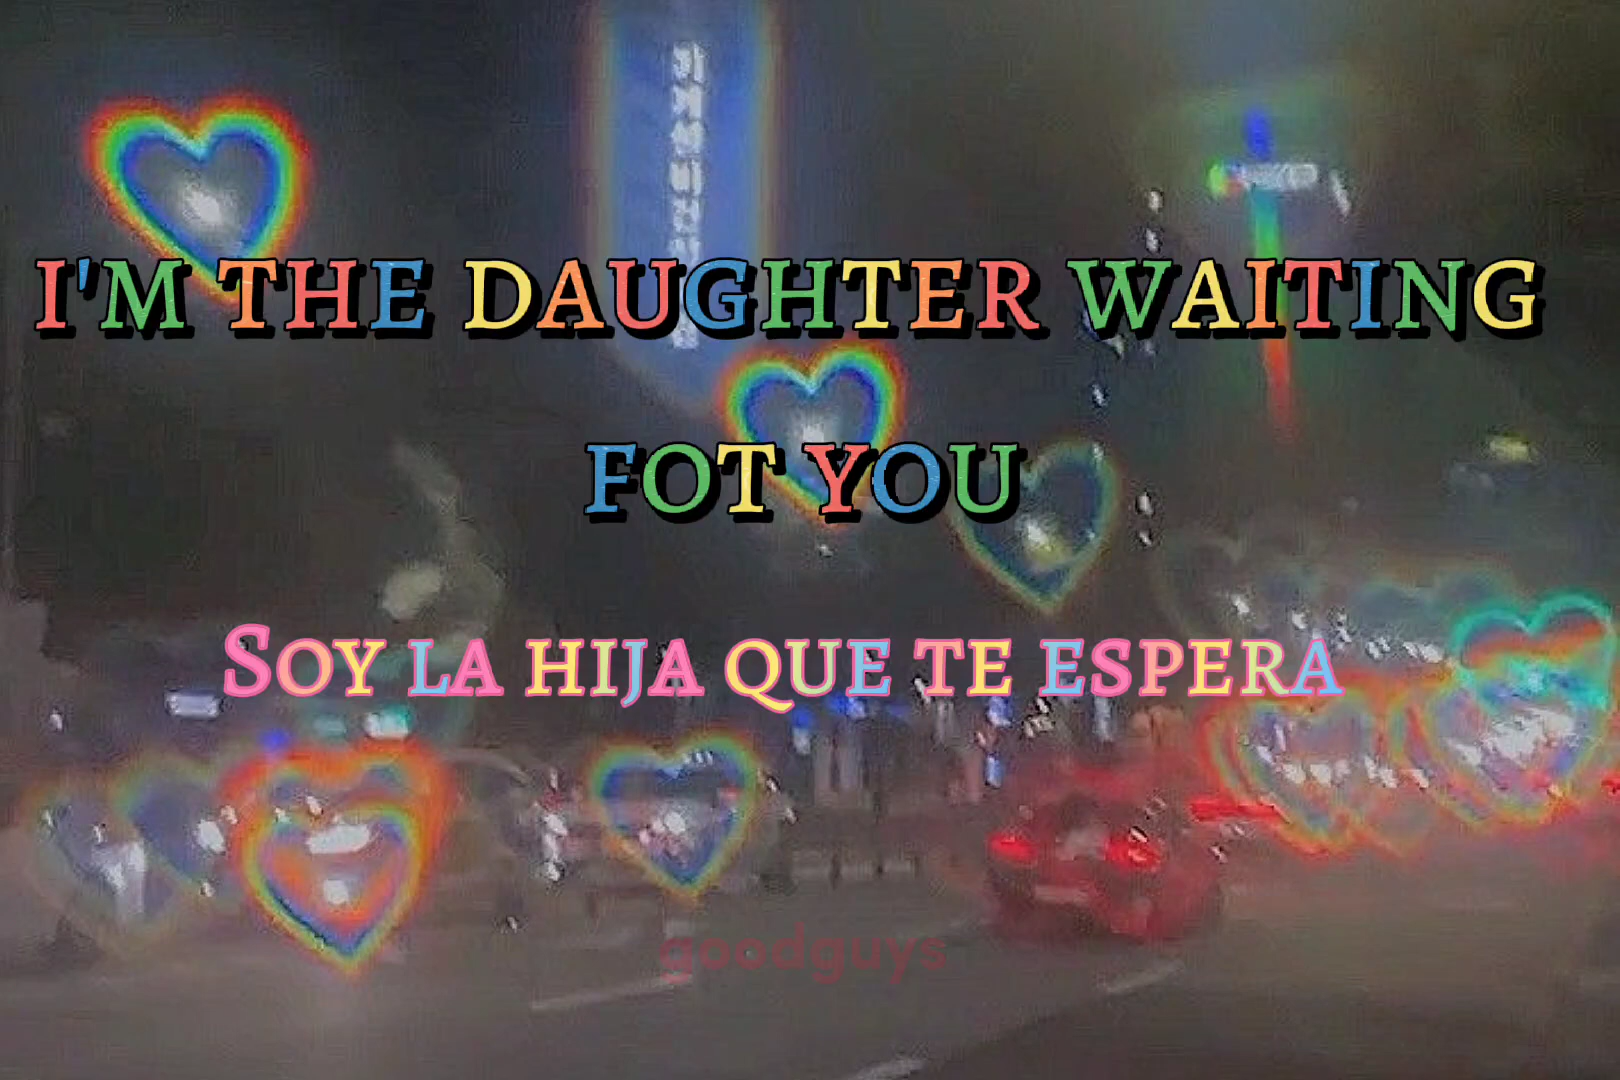 I'M THE DAUGHTER WAITING
FOT YOU
SOY LA HIJA QUE TE ESPERA
goodguys